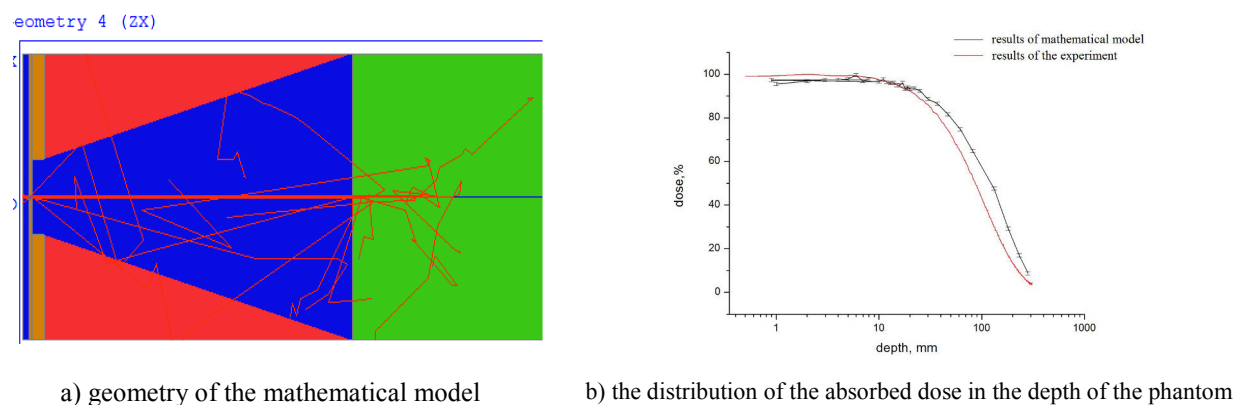 eometry 4 (ZX)
results of mathematical model
results of the experiment
100
80
60
40
20
0
dose,%
1
10
100
1000
depth, mm
a) geometry of the mathematical model
b) the distribution of the absorbed dose in the depth of the phantom